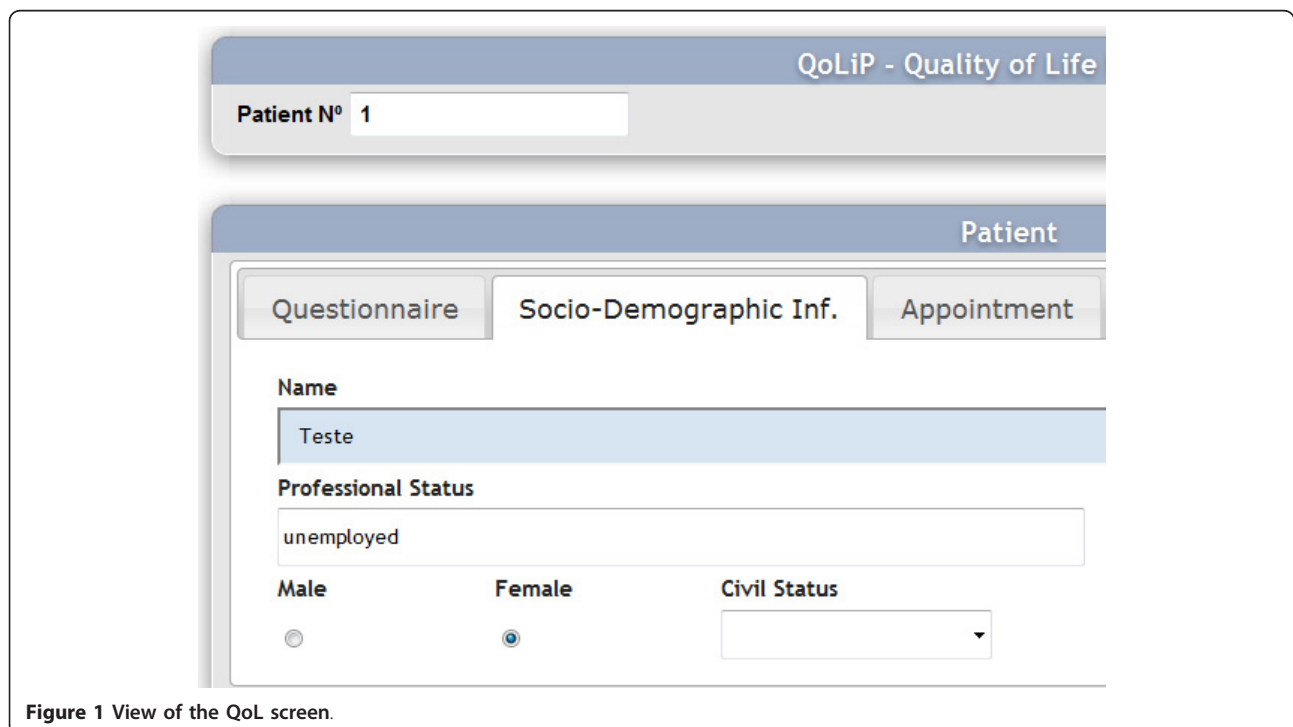 QoLiP - Quality of Life
Patient Nº 1
Patient
Questionnaire Socio-Demographic Inf. Appointment
Name
Teste
Professional Status
unemployed
Male Female Civil Status
Figure 1 View of the QoL screen.